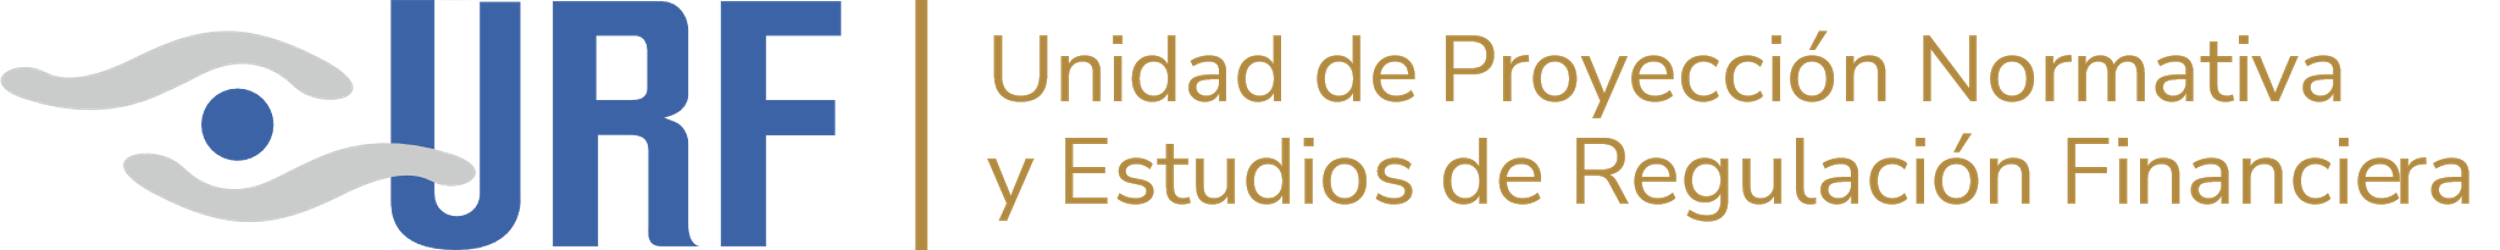 URF
Unidad de Proyección Normativa
y Estudios de Regulación Financiera